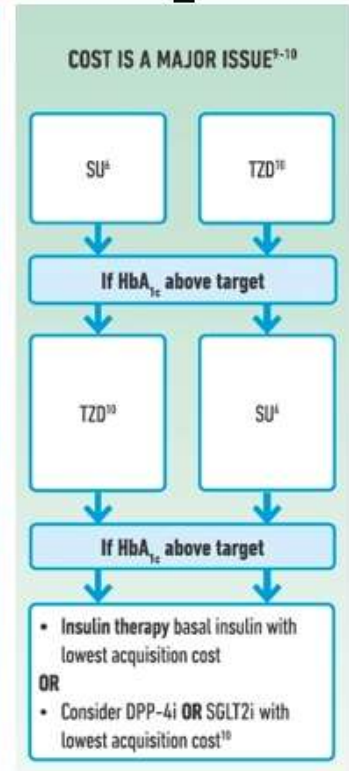 COST IS A MAJOR ISSUE⁹⁻¹⁰
SU⁶
TZD¹⁰
If HbA₁c above target
TZD¹⁰
SU⁶
If HbA₁c above target
• Insulin therapy basal insulin with
lowest acquisition cost
OR
• Consider DPP-4i OR SGLT2i with
lowest acquisition cost¹⁰